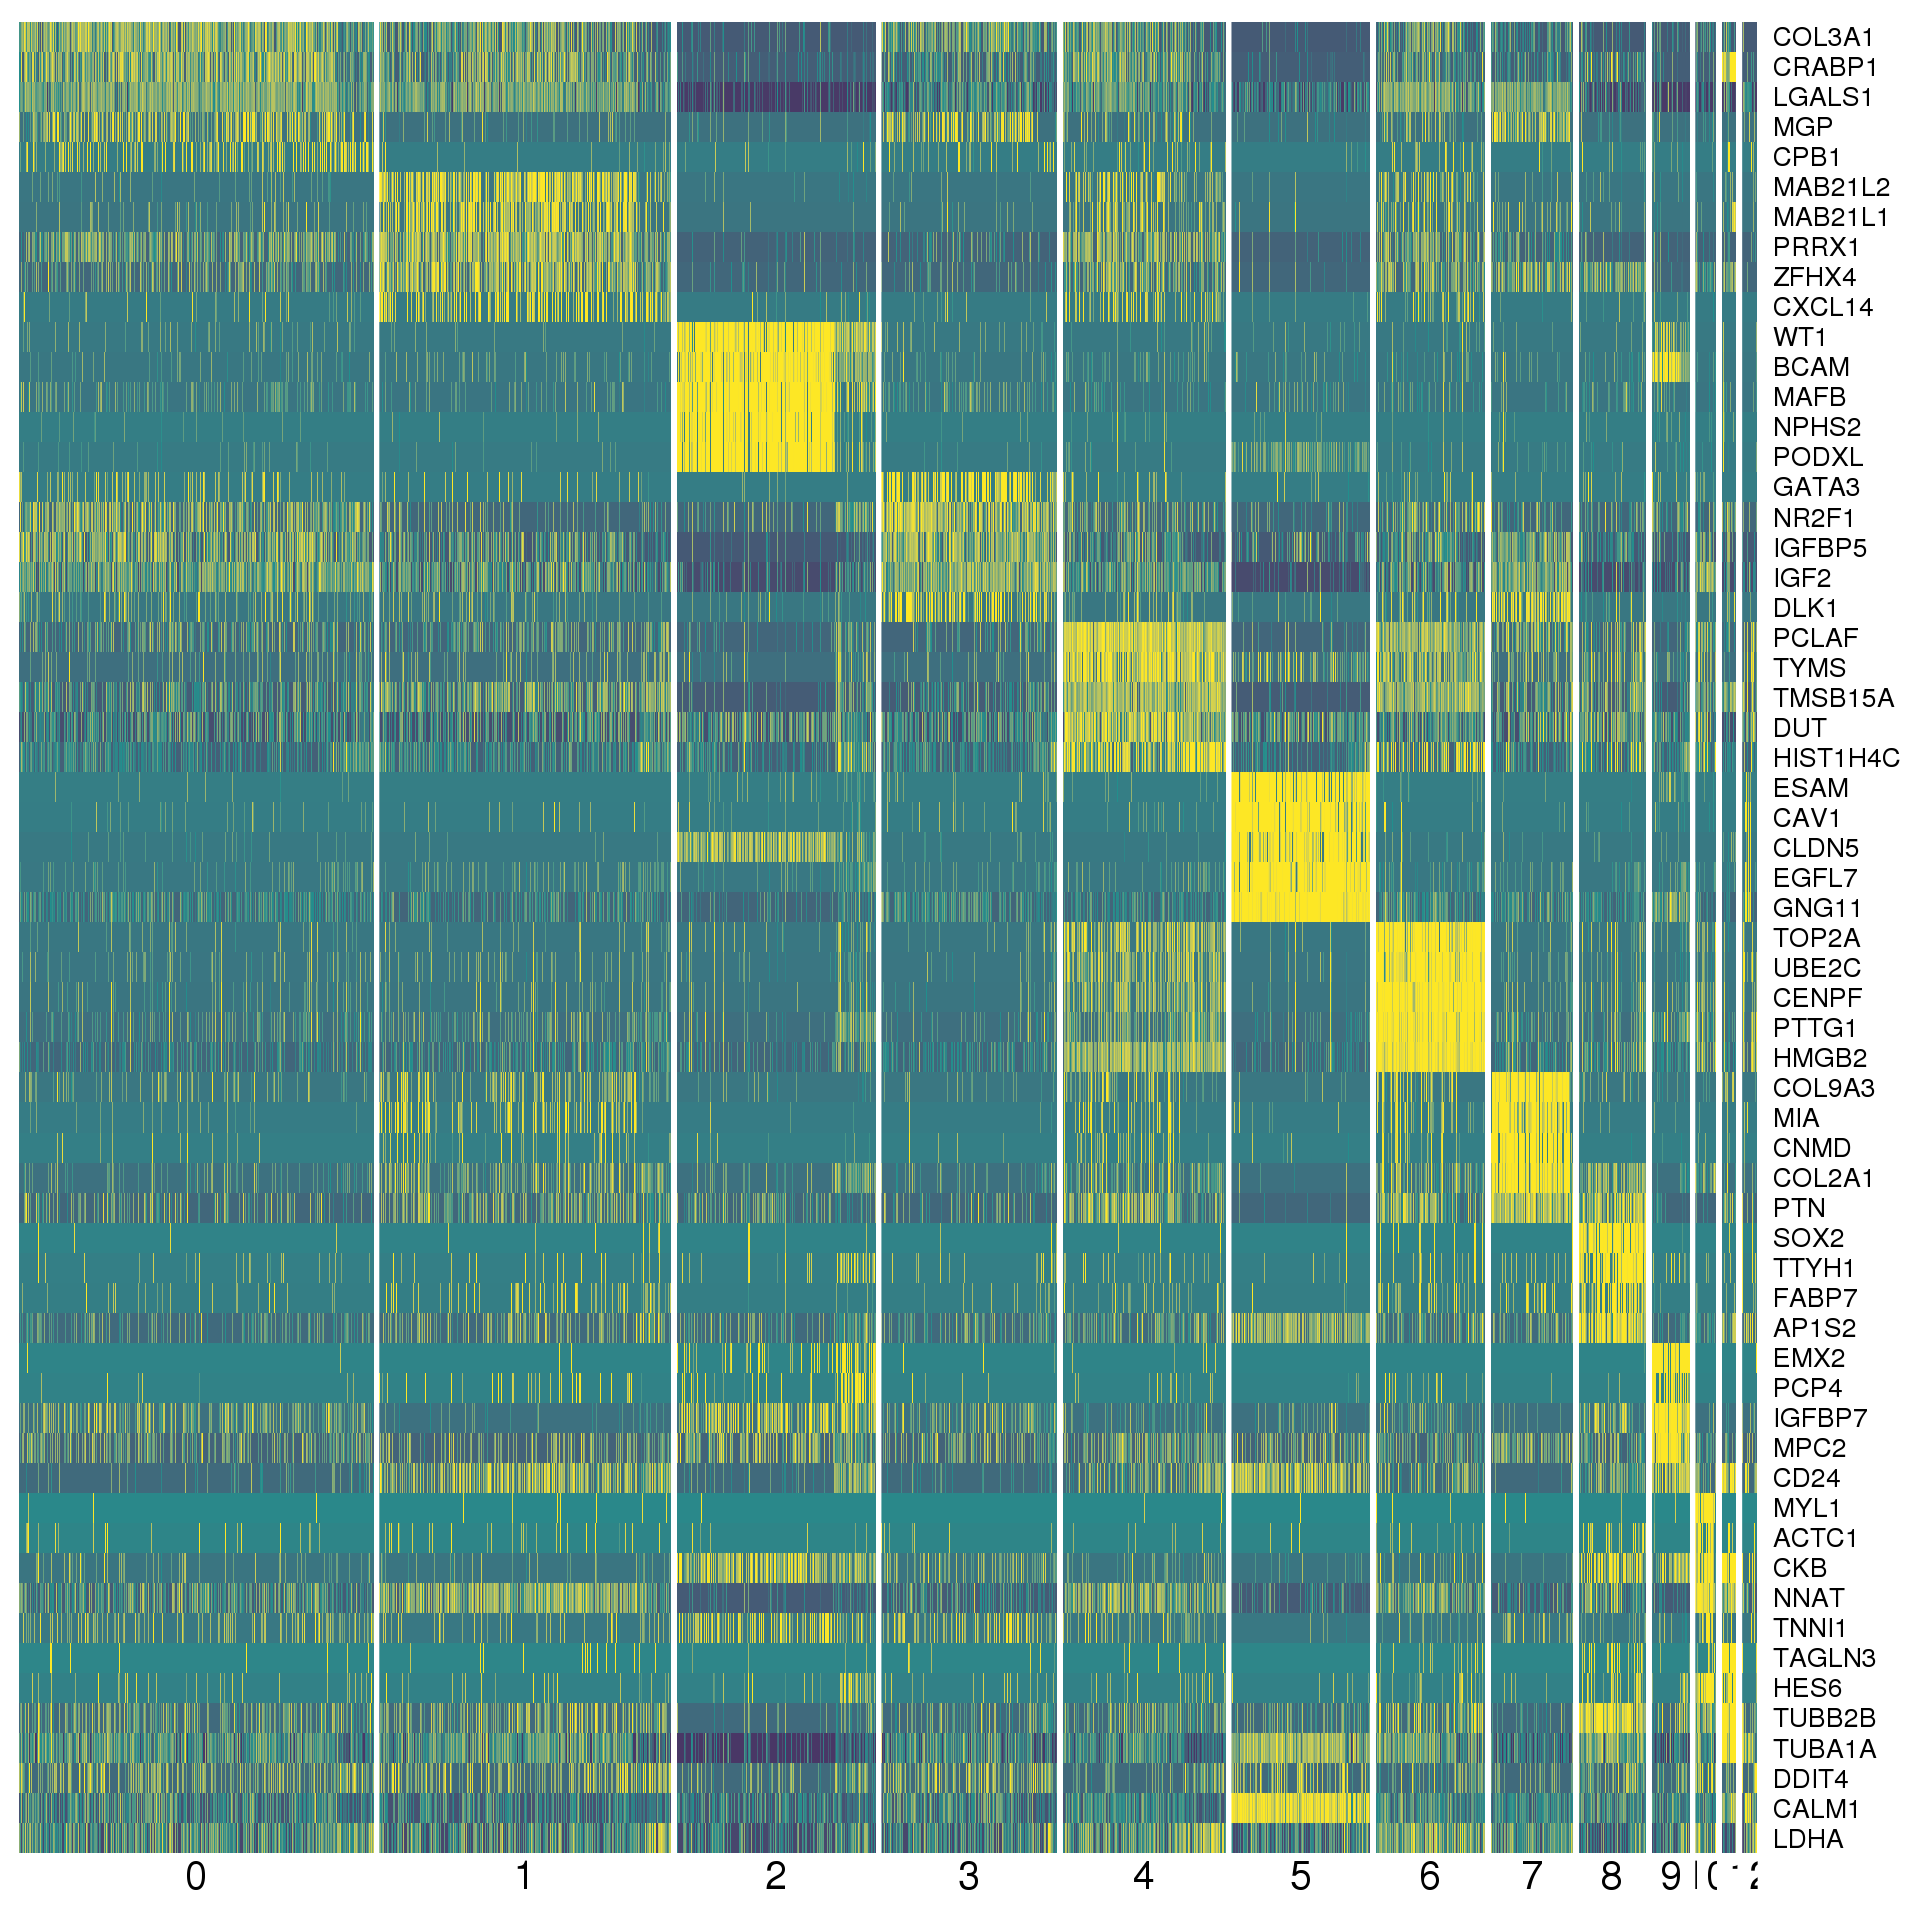 COL3A1
CRABP1
LGALS1
MGP
CPB1
MAB21L2
MAB21L1
PRRX1
ZFHX4
CXCL14
WT1
BCAM
MAFB
NPHS2
PODXL
GATA3
NR2F1
IGFBP5
IGF2
DLK1
PCLAF
TYMS
TMSB15A
DUT
HIST1H4C
ESAM
CAV1
CLDN5
EGFL7
GNG11
TOP2A
UBE2C
CENPF
PTTG1
HMGB2
COL9A3
MIA
CNMD
COL2A1
PTN
SOX2
TTYH1
FABP7
AP1S2
EMX2
PCP4
IGFBP7
MPC2
CD24
MYL1
ACTC1
CKB
NNAT
TNNI1
TAGLN3
HES6
TUBB2B
TUBA1A
DDIT4
CALM1
LDHA
0 1 2 3 4 5 6 7 8 9